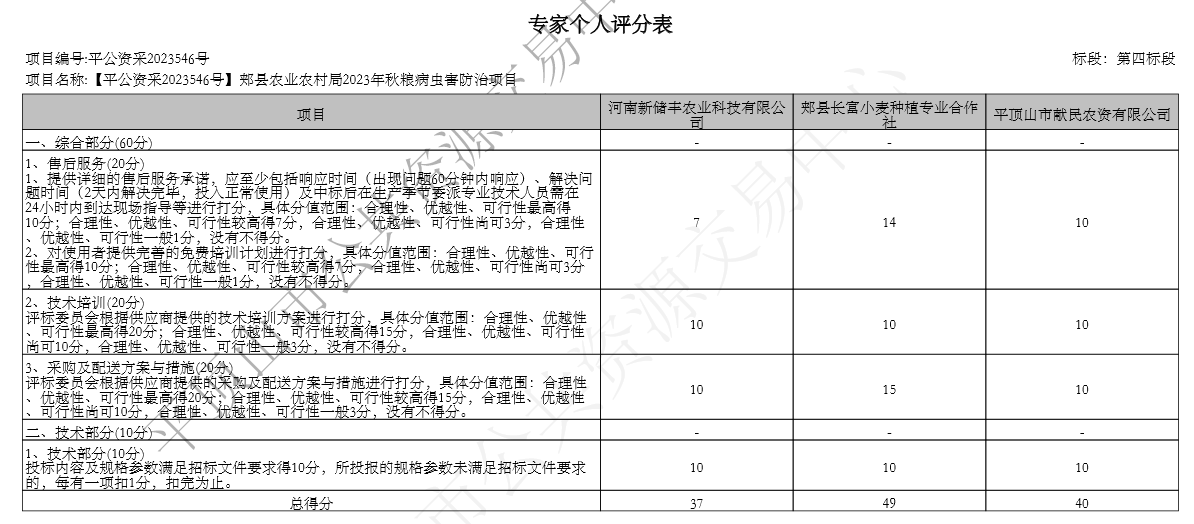 专家个人评分表
项目编号:平公资采2023546号
标段：第四标段
项目名称:【平公资采2023546号】郏县农业农村局2023年秋粮病虫害防治项目
项目
河南新储丰农业科技有限公
司
郏县长富小麦种植专业合作
社
平顶山市献民农资有限公司
一、综合部分(60分)
-
-
-
1、售后服务(20分)
1、提供详细的售后服务承诺，应至少包括响应时间（出现问题60分钟内响应）、解决问
题时间（2天内解决完毕，投入正常使用）及中标后在生产季节委派专业技术人员需在
24小时内到达现场指导等进行打分，具体分值范围：合理性、优越性、可行性最高得
10分；合理性、优越性、可行性较高得7分，合理性、优越性、可行性尚可3分，合理性
、优越性、可行性一般1分，没有不得分。
2、对使用者提供完善的免费培训计划进行打分，具体分值范围：合理性、优越性、可行
性最高得10分；合理性、优越性、可行性较高得7分，合理性、优越性、可行性尚可3分
，合理性、优越性、可行性一般1分，没有不得分。
7
14
10
2、技术培训(20分)
评标委员会根据供应商提供的技术培训方案进行打分，具体分值范围：合理性、优越性
、可行性最高得20分；合理性、优越性、可行性较高得15分，合理性、优越性、可行性
尚可10分，合理性、优越性、可行性一般3分，没有不得分。
10
10
10
3、采购及配送方案与措施(20分)
评标委员会根据供应商提供的采购及配送方案与措施进行打分，具体分值范围：合理性
、优越性、可行性最高得20分；合理性、优越性、可行性较高得15分，合理性、优越性
、可行性尚可10分，合理性、优越性、可行性一般3分，没有不得分。
10
15
10
二、技术部分(10分)
-
-
-
1、技术部分(10分)
投标内容及规格参数满足招标文件要求得10分，所投报的规格参数未满足招标文件要求
的，每有一项扣1分，扣完为止。
10
10
10
总得分
37
49
40
平顶山市公共资源交易中
市公共资源交易中心